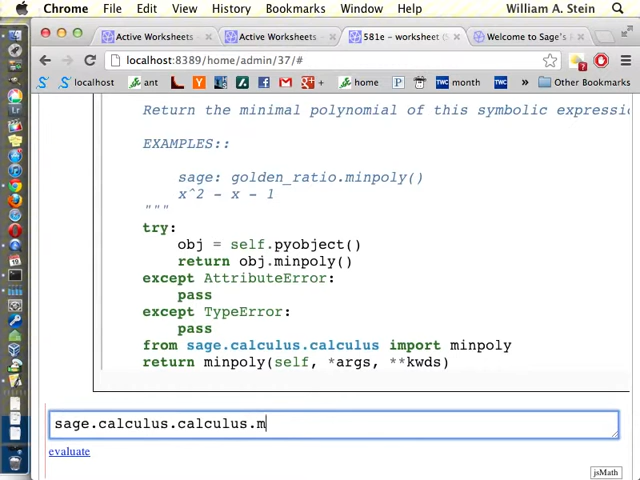 Chrome File Edit View History Bookmarks Window Help William A. Stein
Active Worksheets Active Worksheets 581e – worksheet (S Welcome to Sage's
localhost:8389/home/admin/37/#
localhost ant Y home P TWC month TWC » Other Bookmarks
Return the minimal polynomial of this symbolic expressio
EXAMPLES::
sage: golden_ratio.minpoly()
x^2 - x - 1
"""
try:
obj = self.pyobject()
return obj.minpoly()
except AttributeError:
pass
except TypeError:
pass
from sage.calculus.calculus import minpoly
return minpoly(self, *args, **kwds)
sage.calculus.calculus.m
evaluate
jsMath